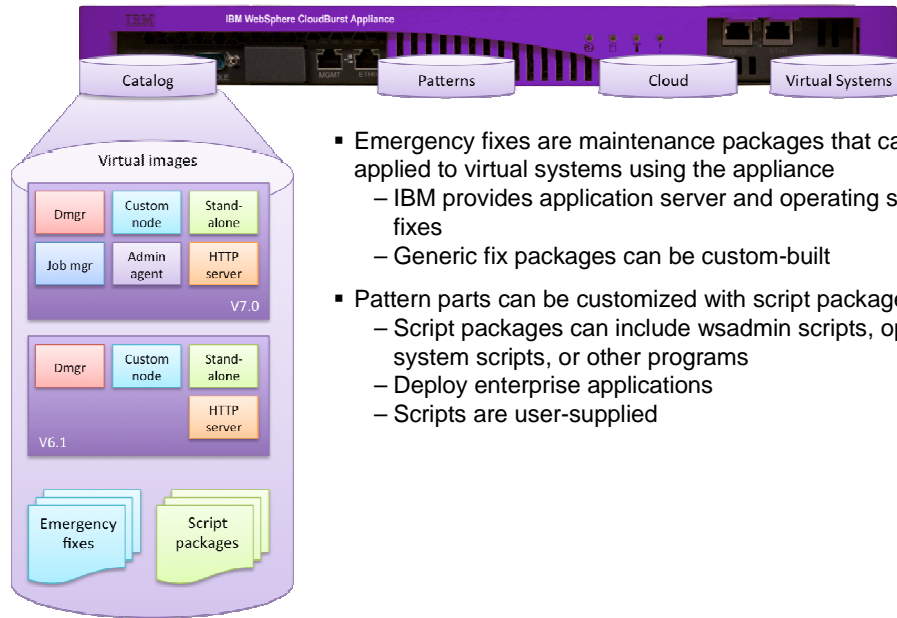 IBM
IBM WebSphere CloudBurst Appliance
MGMT
Catalog
Patterns
Cloud
Virtual Systems
Virtual images
Dmgr
Custom
node
Stand-
alone
Job mgr
Admin
agent
HTTP
server
V7.0
Dmgr
Custom
node
Stand-
alone
HTTP
server
V6.1
Emergency
fixes
Script
packages
▪ Emergency fixes are maintenance packages that ca
applied to virtual systems using the appliance
– IBM provides application server and operating s
fixes
– Generic fix packages can be custom-built
▪ Pattern parts can be customized with script package
– Script packages can include wsadmin scripts, op
system scripts, or other programs
– Deploy enterprise applications
– Scripts are user-supplied